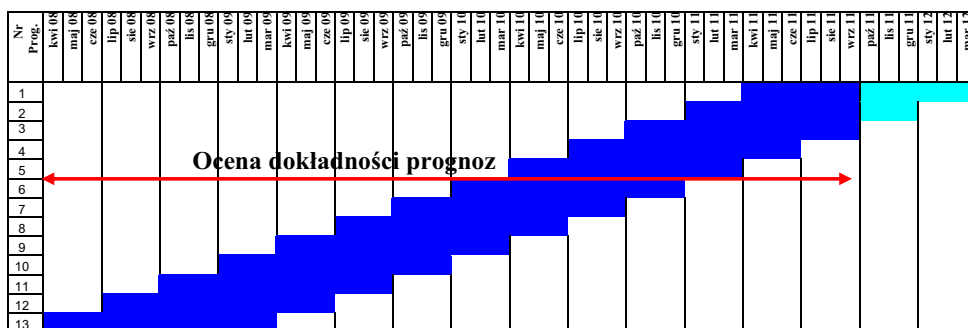 Nr Prog.
kwi 08
maj 08
cze 08
lip 08
sie 08
wrz 08
paź 08
lis 08
gru 08
sty 09
lut 09
mar 09
kwi 09
maj 09
cze 09
lip 09
sie 09
wrz 09
paź 09
lis 09
gru 09
sty 10
lut 10
mar 10
kwi 10
maj 10
cze 10
lip 10
sie 10
wrz 10
paź 10
lis 10
gru 10
sty 11
lut 11
mar 11
kwi 11
maj 11
cze 11
lip 11
sie 11
wrz 11
paź 11
lis 11
gru 11
sty 12
lut 12
mar 12
1
2
3
4
Ocena dokładności prognoz
5
6
7
8
9
10
11
12
13